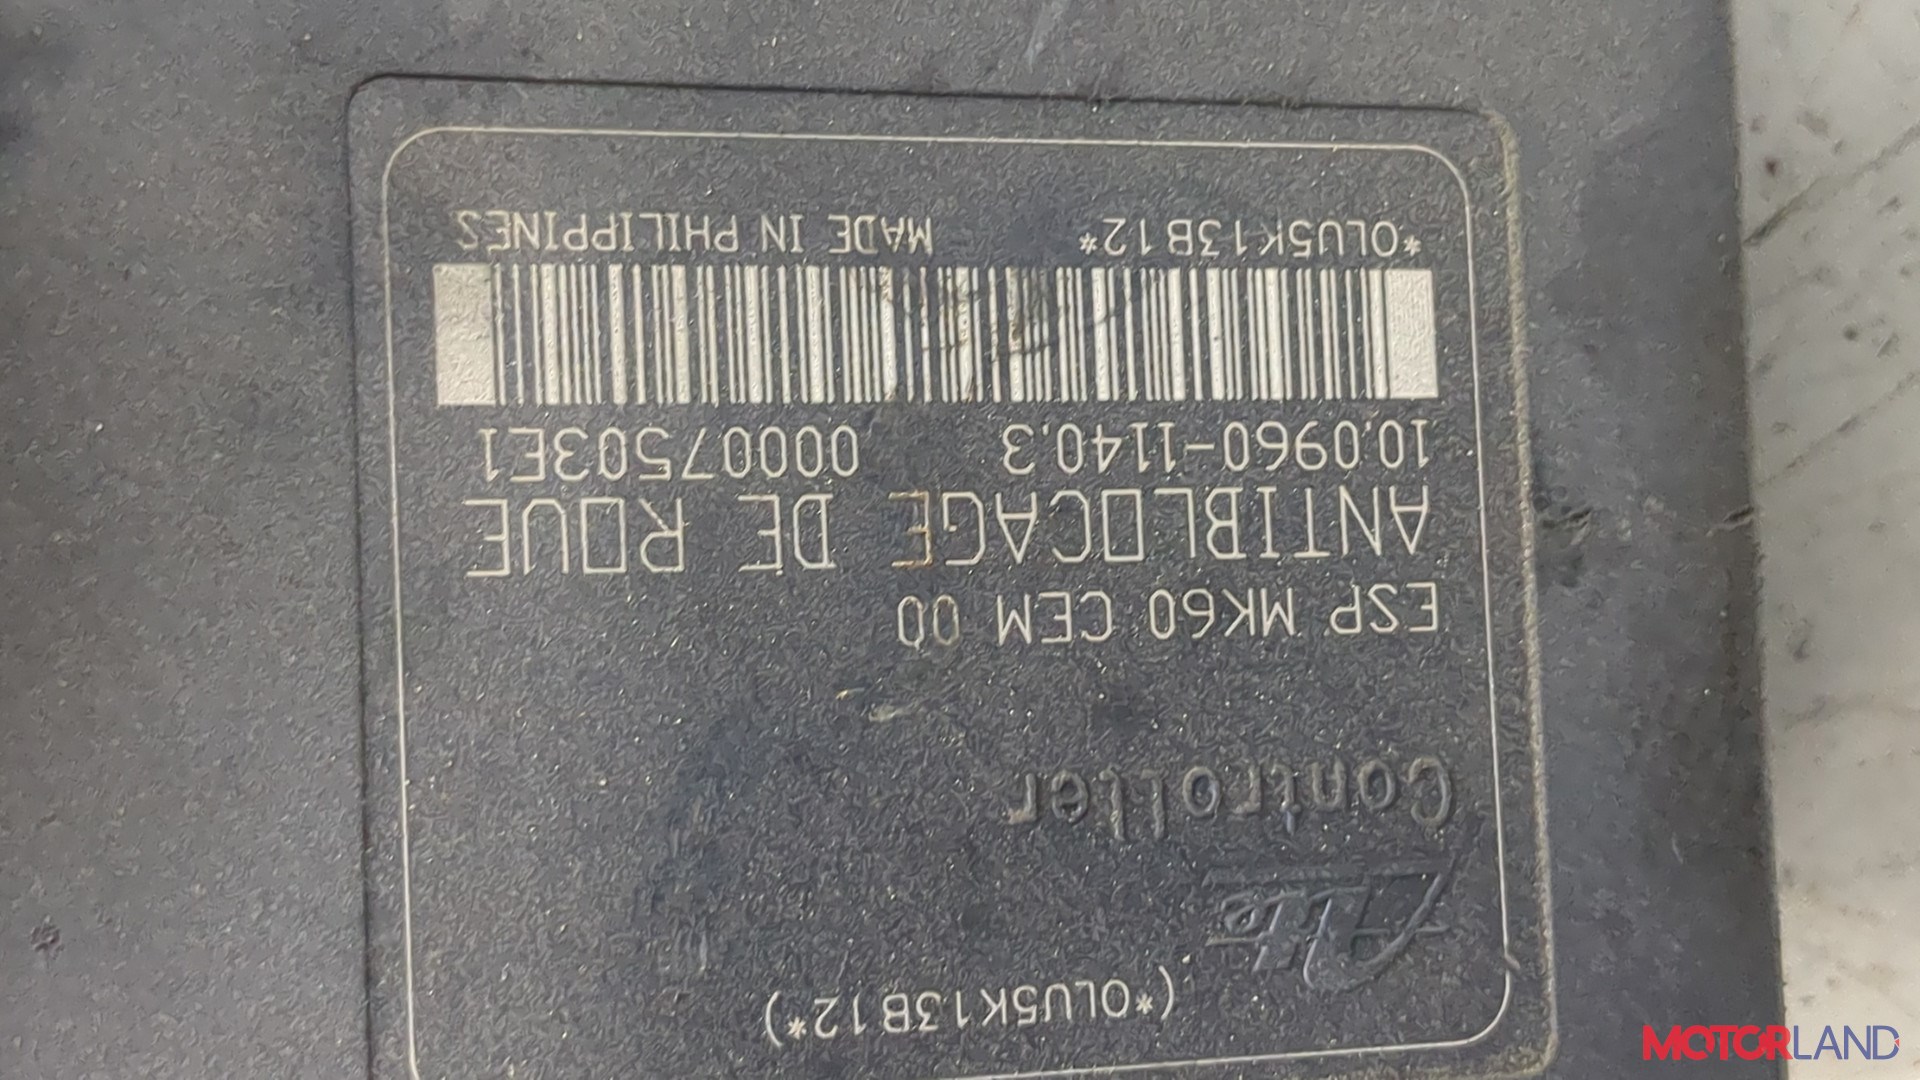 (*OLU5K13B12*)
Ate
Controller
ESP MK60 CEM 00
ANTIBLOCAGE DE ROUE
10.0960-1140.3 00007503E1
*OLU5K13B12* MADE IN PHILIPPINES
MOTORLAND